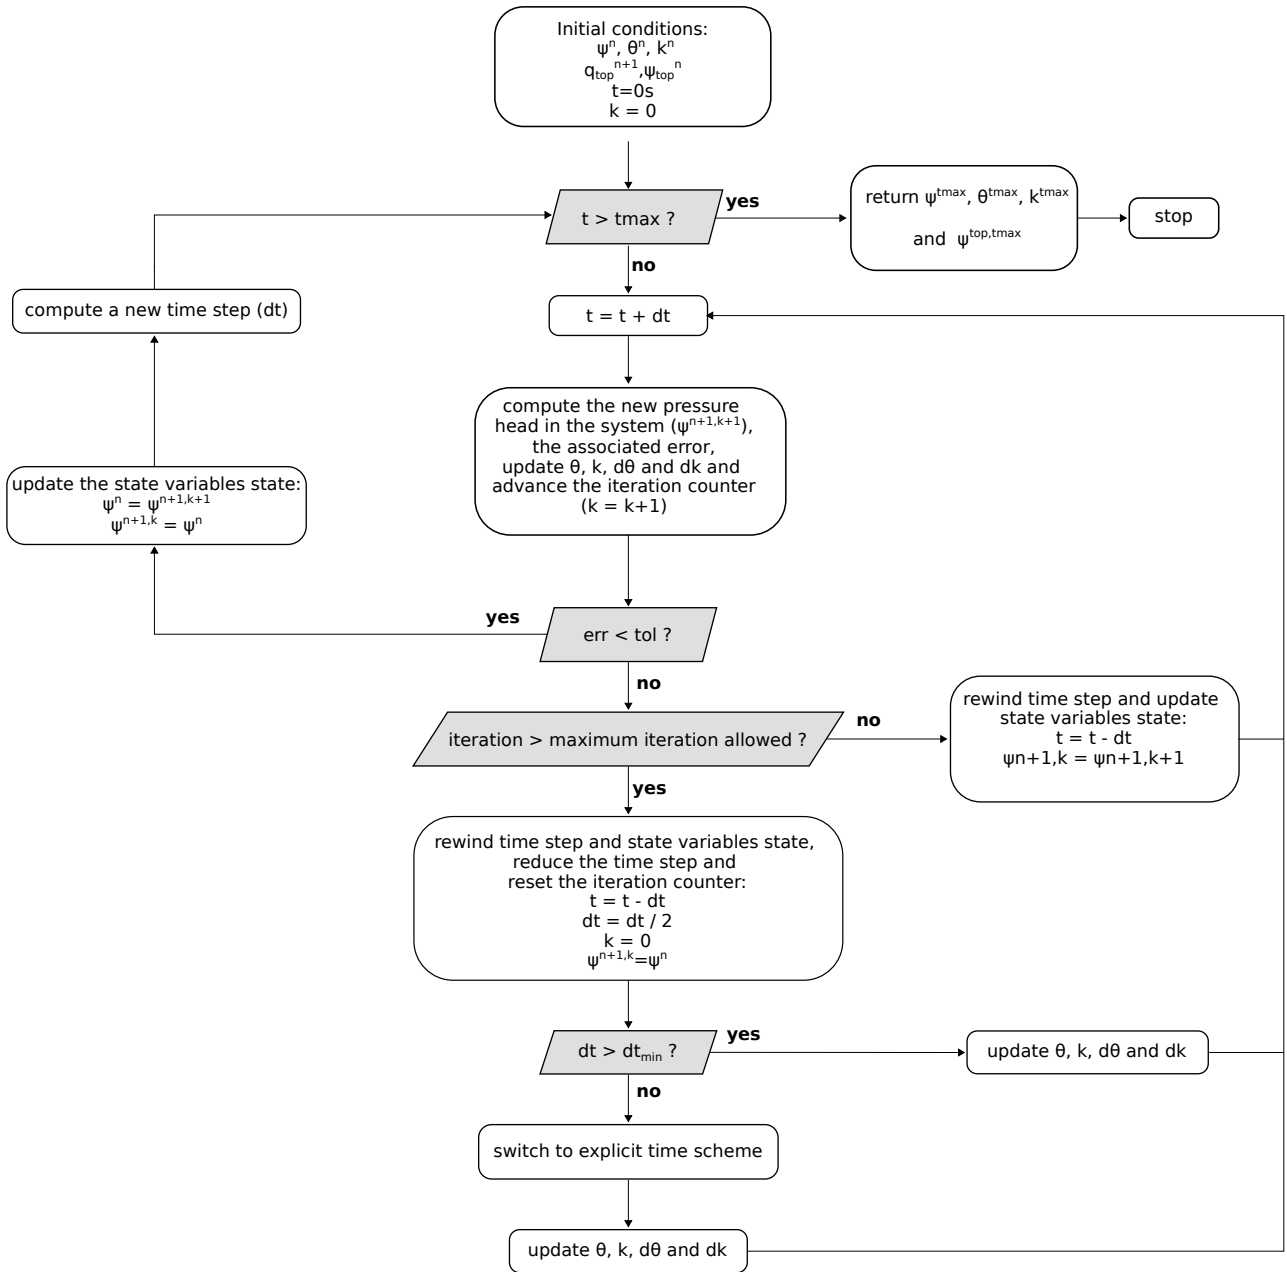 Initial conditions:
ψⁿ, θⁿ, kⁿ
q_top^n+1,ψ_top^n
t=0s
k = 0
t > tmax ?
yes
return ψ^tmax, θ^tmax, k^tmax
and ψ^top,tmax
stop
no
compute a new time step (dt)
t = t + dt
compute the new pressure
head in the system (ψ^n+1,k+1),
the associated error,
update θ, k, dθ and dk and
advance the iteration counter
(k = k+1)
update the state variables state:
ψ^n = ψ^n+1,k+1
ψ^n+1,k = ψ^n
yes
err < tol ?
no
iteration > maximum iteration allowed ?
no
rewind time step and update
state variables state:
t = t - dt
ψn+1,k = ψn+1,k+1
yes
rewind time step and state variables state,
reduce the time step and
reset the iteration counter:
t = t - dt
dt = dt / 2
k = 0
ψ^n+1,k=ψ^n
dt > dt_min ?
yes
update θ, k, dθ and dk
no
switch to explicit time scheme
update θ, k, dθ and dk